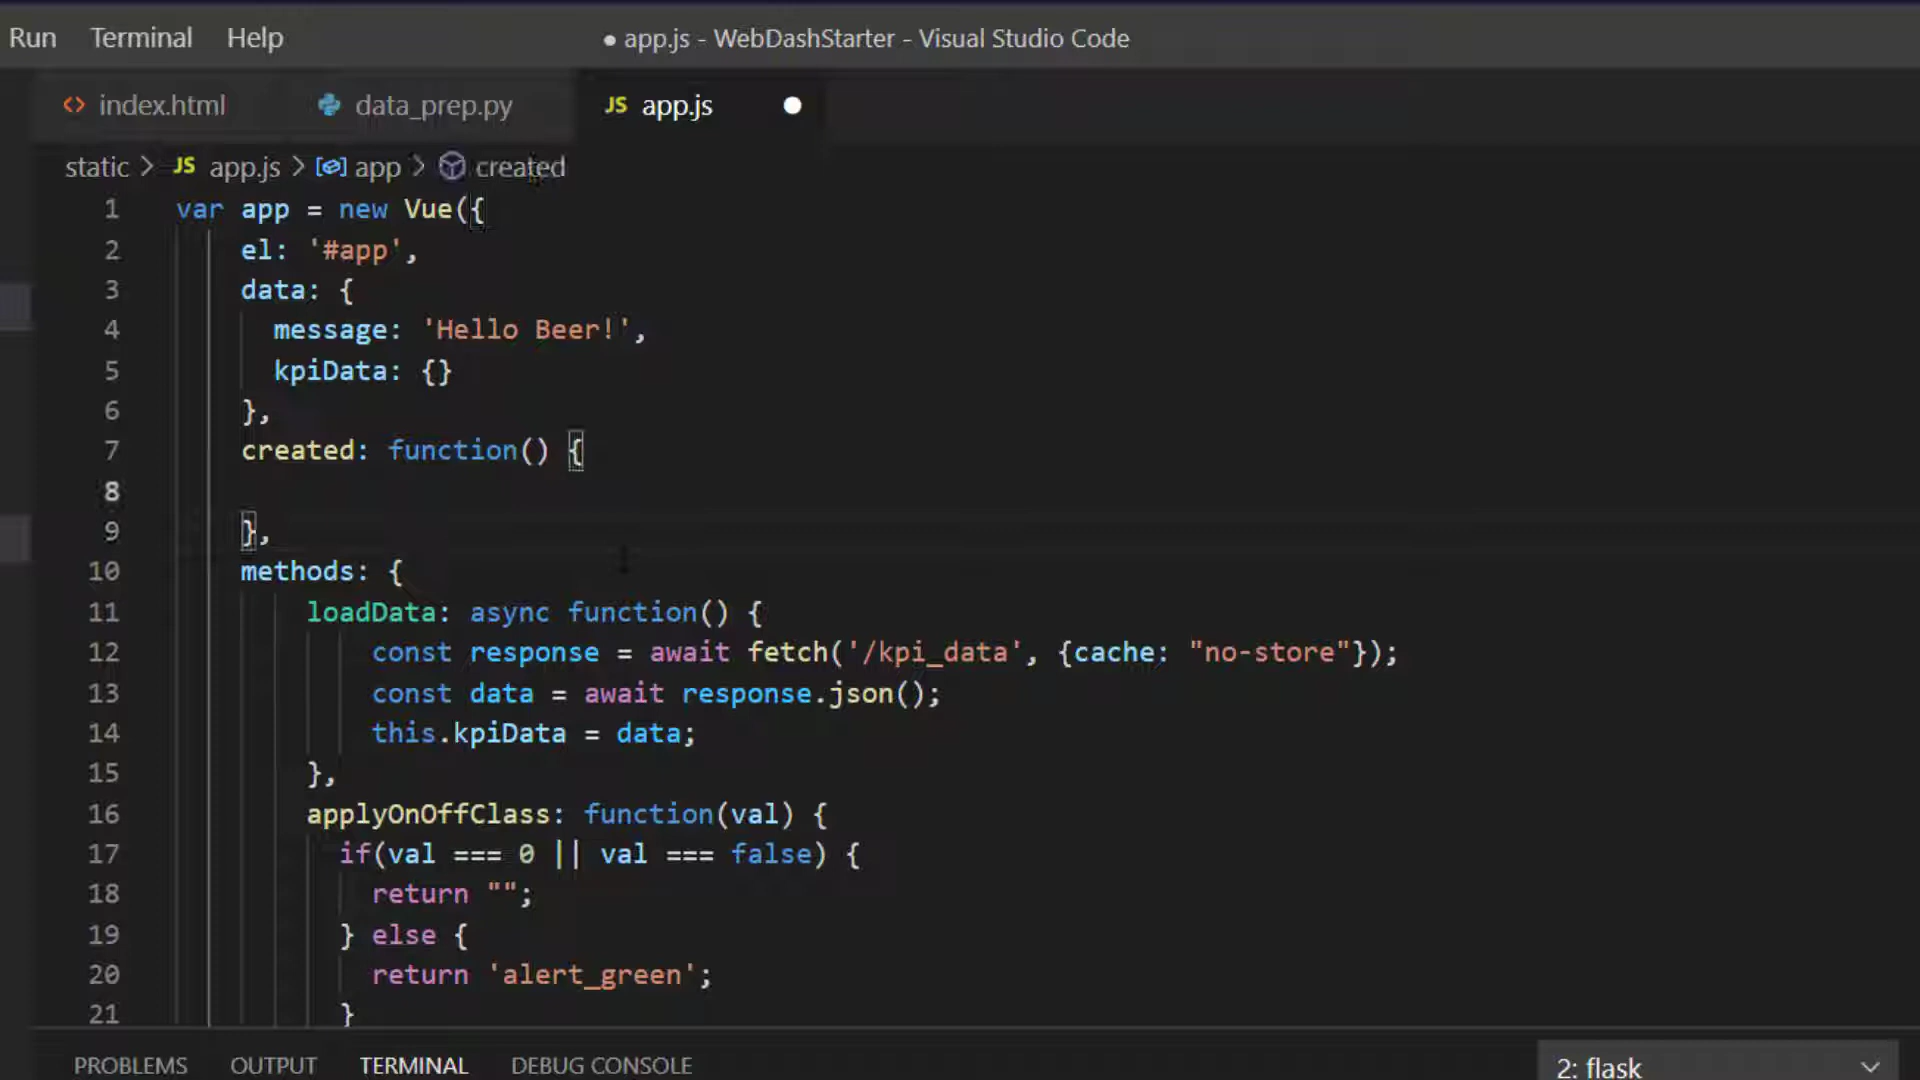 Run Terminal Help ● app.js - WebDashStarter - Visual Studio Code
<> index.html data_prep.py JS app.js ●
static > JS app.js > app > created
1 var app = new Vue({
2 el: '#app',
3 data: {
4 message: 'Hello Beer!',
5 kpiData: {}
6 },
7 created: function() {
8
9 },
10 methods: {
11 loadData: async function() {
12 const response = await fetch('/kpi_data', {cache: "no-store"});
13 const data = await response.json();
14 this.kpiData = data;
15 },
16 applyOnOffClass: function(val) {
17 if(val === 0 || val === false) {
18 return "";
19 } else {
20 return 'alert_green';
21 }
PROBLEMS OUTPUT TERMINAL DEBUG CONSOLE 2: flask